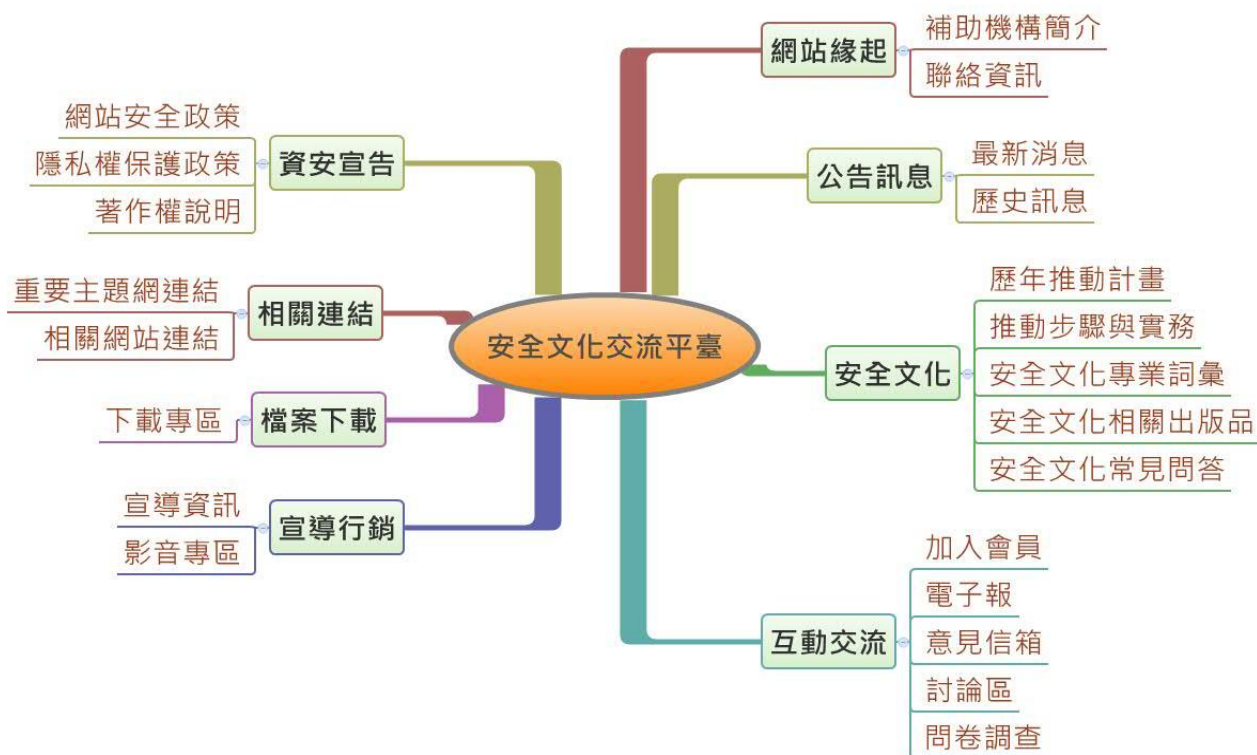 安全文化交流平臺
網站緣起
補助機構簡介
聯絡資訊
公告訊息
最新消息
歷史訊息
安全文化
歷年推動計畫
推動步驟與實務
安全文化專業詞彙
安全文化相關出版品
安全文化常見問答
互動交流
加入會員
電子報
意見信箱
討論區
問卷調查
資安宣告
網站安全政策
隱私權保護政策
著作權說明
相關連結
重要主題網連結
相關網站連結
檔案下載
下載專區
宣導行銷
宣導資訊
影音專區